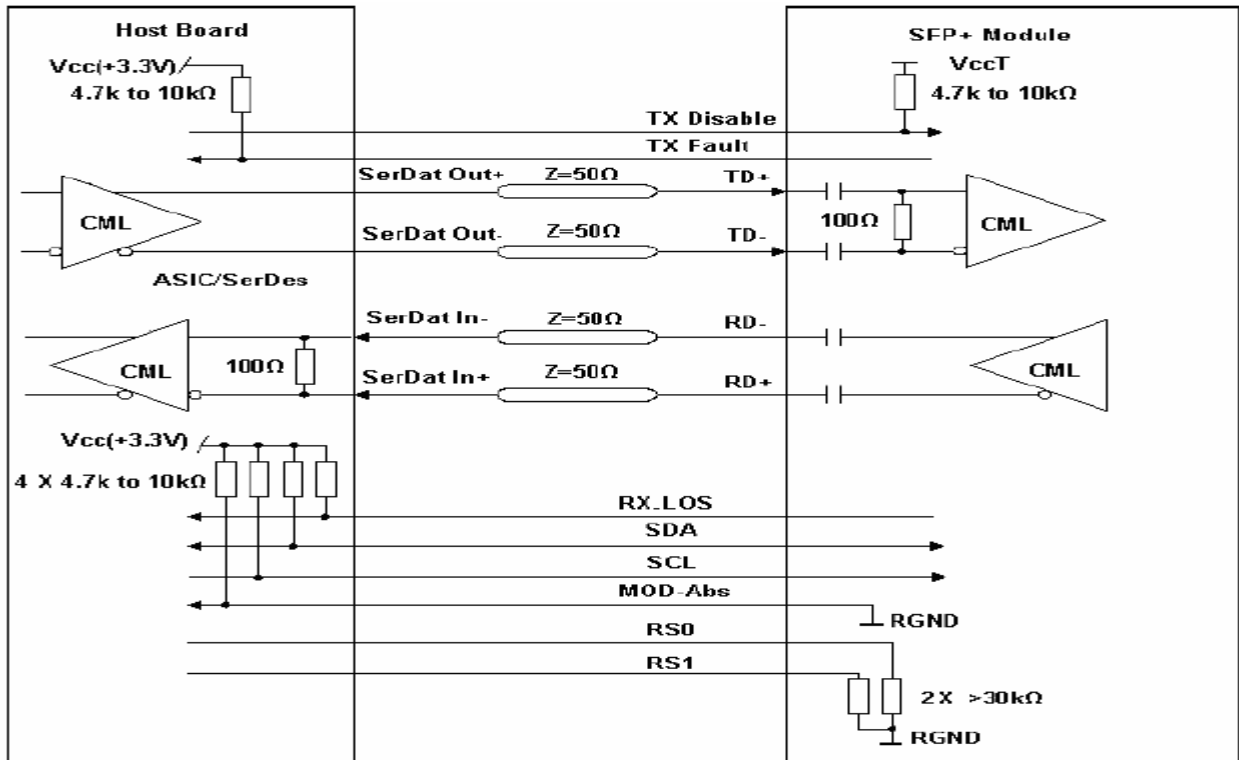 Host Board
SFP+ Module
Vcc(+3.3V)
4.7k to 10kΩ
VccT
4.7k to 10kΩ
TX Disable
TX Fault
SerDat Out+
Z=50Ω
TD+
CML
100Ω
CML
SerDat Out-
Z=50Ω
TD-
ASIC/SerDes
SerDat In-
Z=50Ω
RD-
CML
100Ω
CML
SerDat In+
Z=50Ω
RD+
Vcc(+3.3V)
4 X 4.7k to 10kΩ
RX_LOS
SDA
SCL
MOD-Abs
RGND
RS0
RS1
2X >30kΩ
RGND